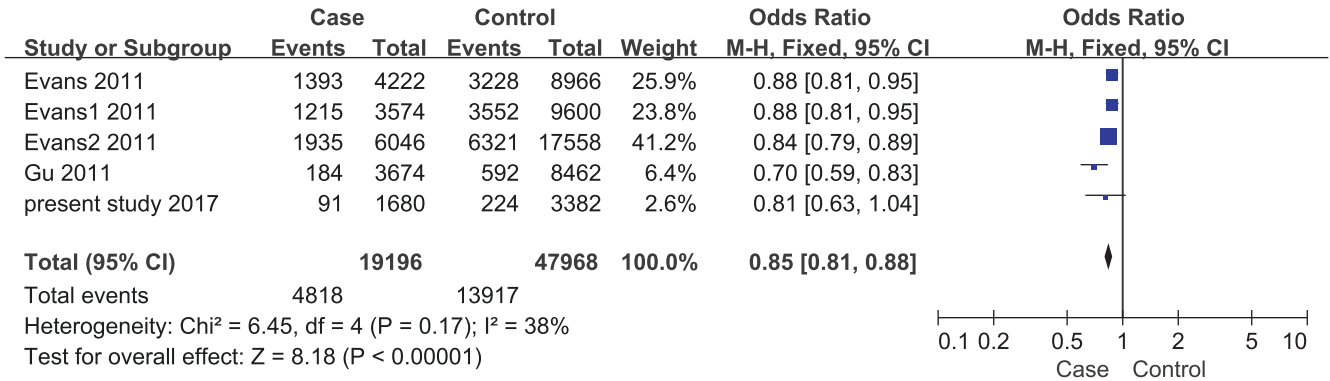 Case Control Odds Ratio Odds Ratio
Study or Subgroup Events Total Events Total Weight M-H, Fixed, 95% CI M-H, Fixed, 95% CI
Evans 2011 1393 4222 3228 8966 25.9% 0.88 [0.81, 0.95]
Evans1 2011 1215 3574 3552 9600 23.8% 0.88 [0.81, 0.95]
Evans2 2011 1935 6046 6321 17558 41.2% 0.84 [0.79, 0.89]
Gu 2011 184 3674 592 8462 6.4% 0.70 [0.59, 0.83]
present study 2017 91 1680 224 3382 2.6% 0.81 [0.63, 1.04]
Total (95% CI) 19196 47968 100.0% 0.85 [0.81, 0.88]
Total events 4818 13917
Heterogeneity: Chi² = 6.45, df = 4 (P = 0.17); I² = 38%
Test for overall effect: Z = 8.18 (P < 0.00001)
0.1 0.2 0.5 1 2 5 10
Case Control